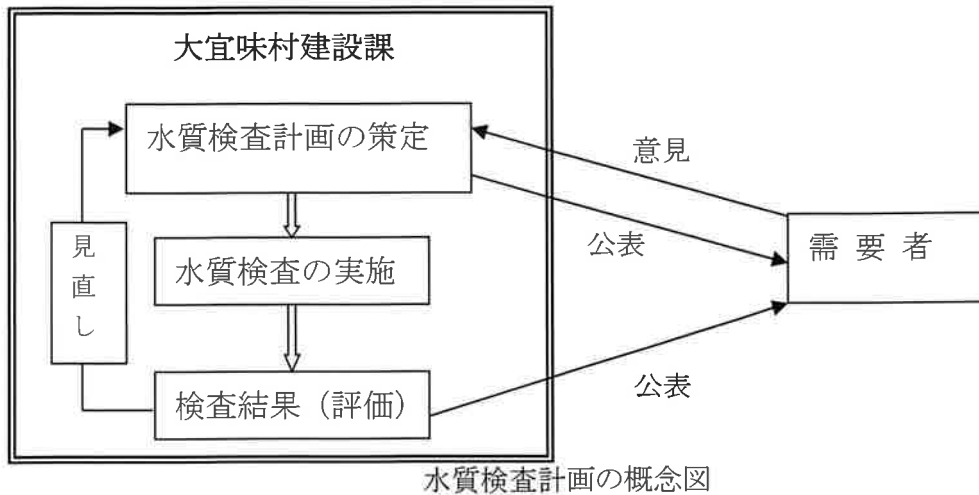 大宜味村建設課
水質検査計画の策定
意見
公表
需要者
見直し
水質検査の実施
検査結果（評価）
公表
水質検査計画の概念図